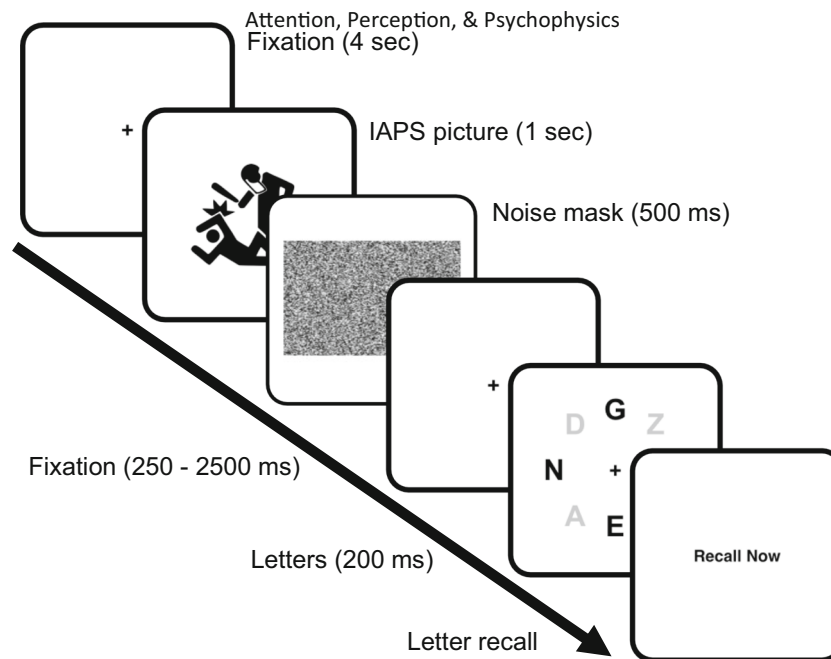 Attention, Perception, & Psychophysics
Fixation (4 sec)
+
IAPS picture (1 sec)
Noise mask (500 ms)
+
Fixation (250 - 2500 ms)
G
D Z
N +
A E
Letters (200 ms)
Recall Now
Letter recall